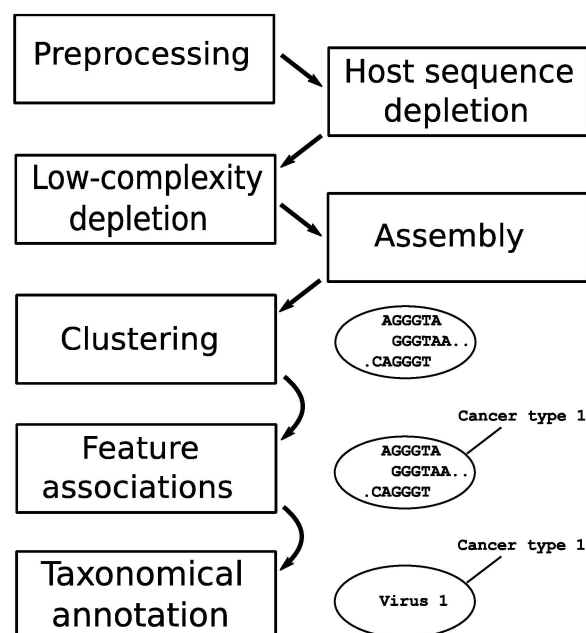 Preprocessing
Host sequence
depletion
Low-complexity
depletion
Assembly
Clustering
AGGGTA
GGGTAA..
.CAGGGT
Feature
associations
Cancer type 1
AGGGTA
GGGTAA..
.CAGGGT
Taxonomical
annotation
Cancer type 1
Virus 1